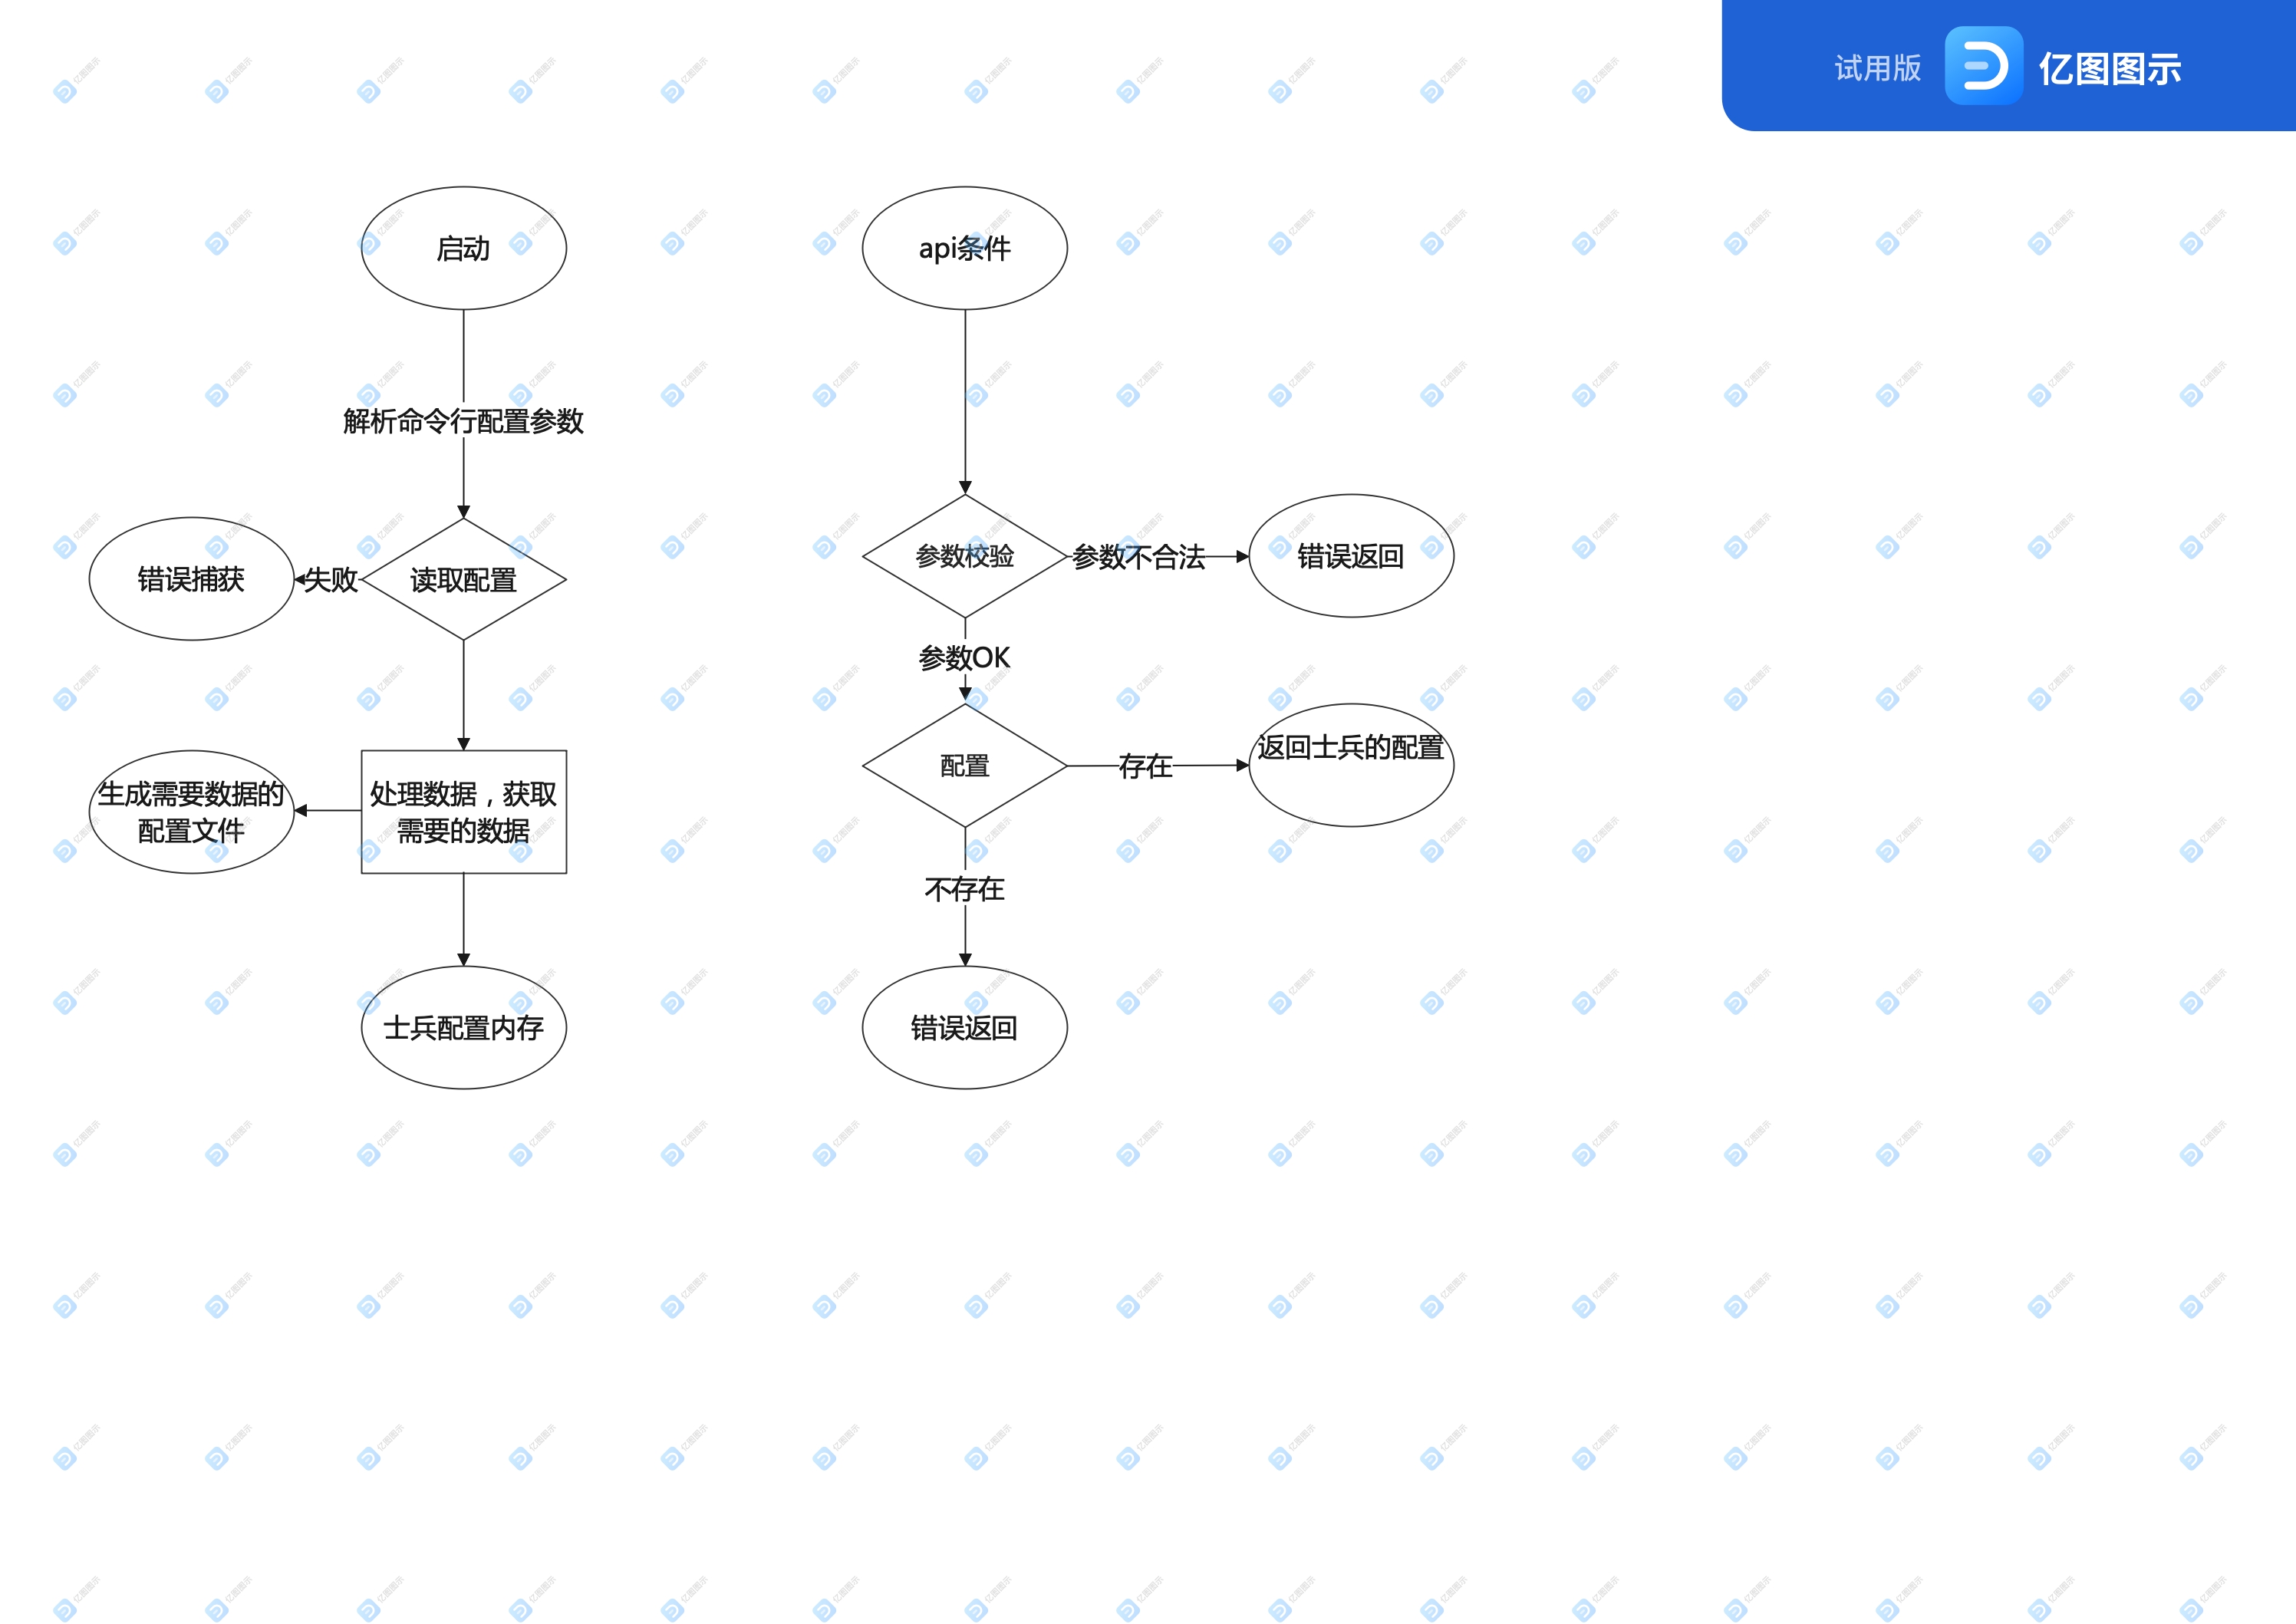 试用版 亿图图示
启动
解析命令行配置参数
读取配置
失败
错误捕获
处理数据，获取
需要的数据
生成需要数据的
配置文件
士兵配置内存
api条件
参数校验
参数不合法
错误返回
参数OK
配置
存在
返回士兵的配置
不存在
错误返回
亿图图示